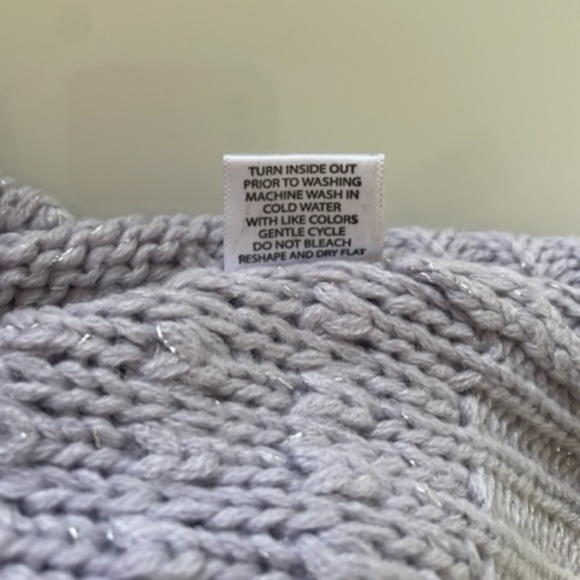 TURN INSIDE OUT
PRIOR TO WASHING
MACHINE WASH IN
COLD WATER
WITH LIKE COLORS
GENTLE CYCLE
DO NOT BLEACH
RESHAPE AND DRY FLAT